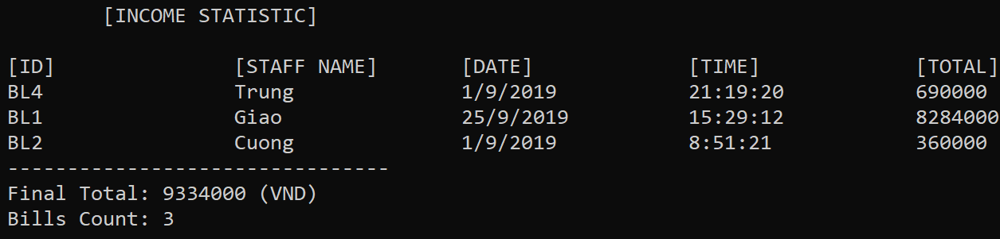 [INCOME STATISTIC]
[ID] [STAFF NAME] [DATE] [TIME] [TOTAL]
BL4 Trung 1/9/2019 21:19:20 690000
BL1 Giao 25/9/2019 15:29:12 8284000
BL2 Cuong 1/9/2019 8:51:21 360000
--------------------------------
Final Total: 9334000 (VND)
Bills Count: 3